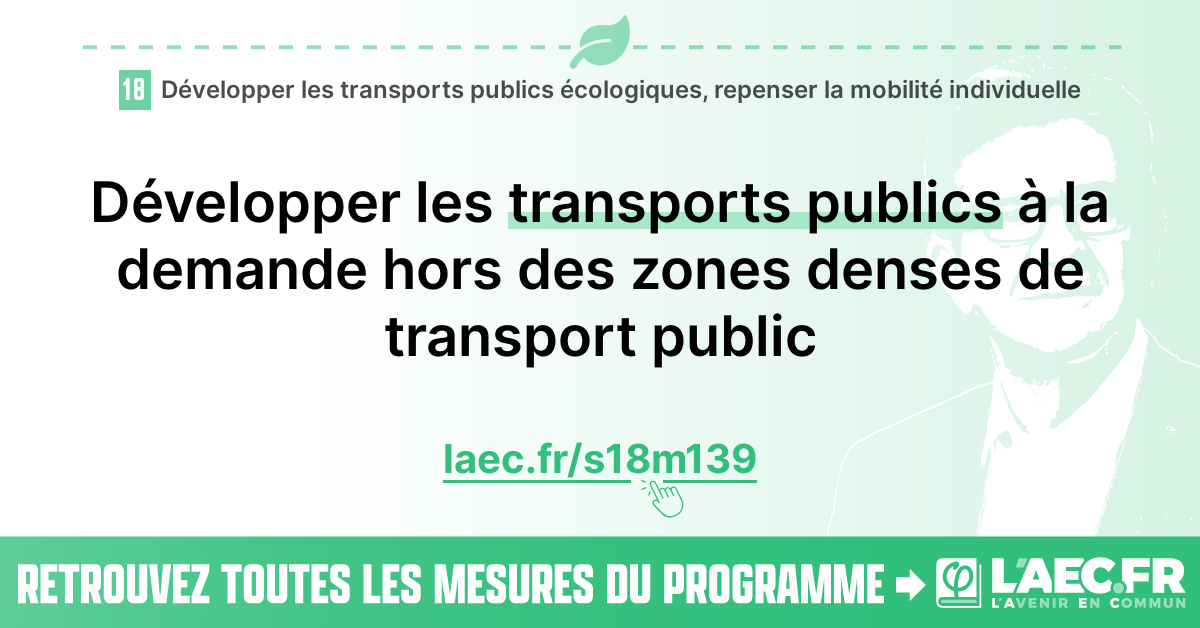 18 Développer les transports publics écologiques, repenser la mobilité individuelle
Développer les transports publics à la
demande hors des zones denses de
transport public
laec.fr/s18m139
RETROUVEZ TOUTES LES MESURES DU PROGRAMME
φ L'AEC.FR
L'AVENIR EN COMMUN